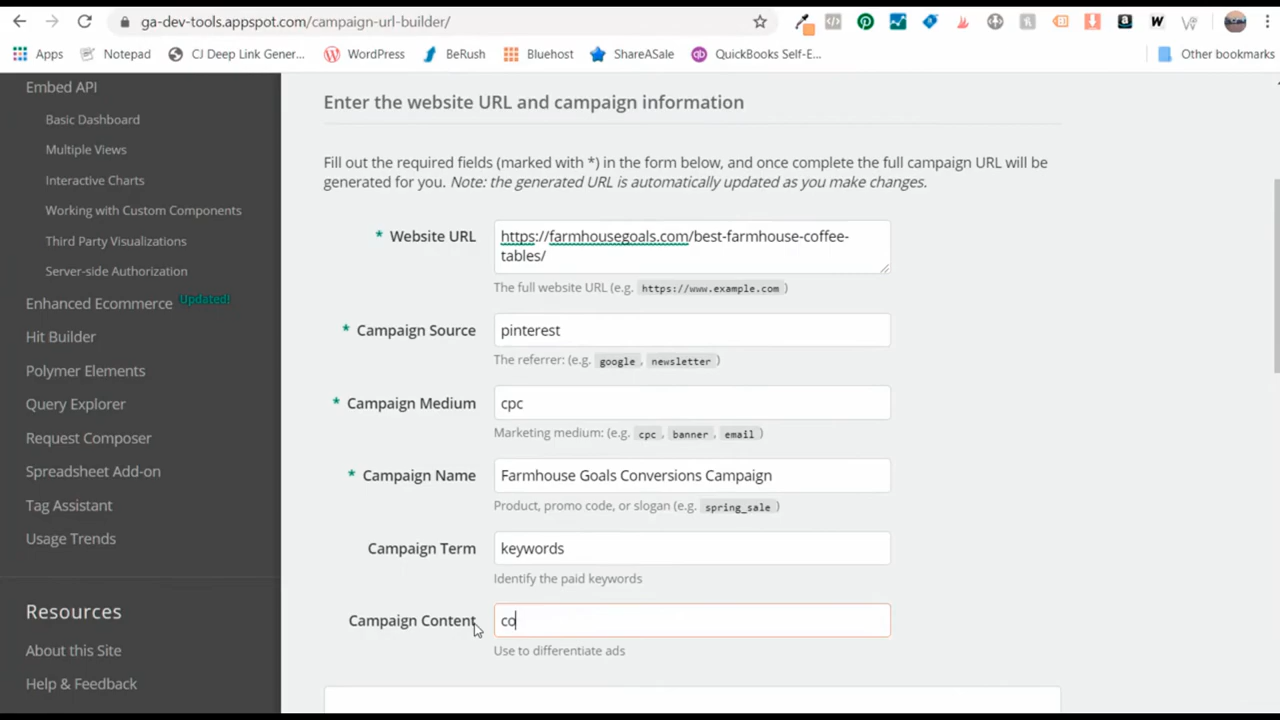 ga-dev-tools.appspot.com/campaign-url-builder/
Apps Notepad CJ Deep Link Gener... WordPress BeRush Bluehost ShareASale QuickBooks Self-E... Other bookmarks
Embed API
Basic Dashboard
Multiple Views
Interactive Charts
Working with Custom Components
Third Party Visualizations
Server-side Authorization
Enhanced Ecommerce Updated!
Hit Builder
Polymer Elements
Query Explorer
Request Composer
Spreadsheet Add-on
Tag Assistant
Usage Trends
Resources
About this Site
Help & Feedback
Enter the website URL and campaign information
Fill out the required fields (marked with *) in the form below, and once complete the full campaign URL will be
generated for you. Note: the generated URL is automatically updated as you make changes.
* Website URL https://farmhousegoals.com/best-farmhouse-coffee-
tables/
The full website URL (e.g. https://www.example.com )
* Campaign Source pinterest
The referrer: (e.g. google , newsletter )
* Campaign Medium cpc
Marketing medium: (e.g. cpc , banner , email )
* Campaign Name Farmhouse Goals Conversions Campaign
Product, promo code, or slogan (e.g. spring_sale )
Campaign Term keywords
Identify the paid keywords
Campaign Content co
Use to differentiate ads